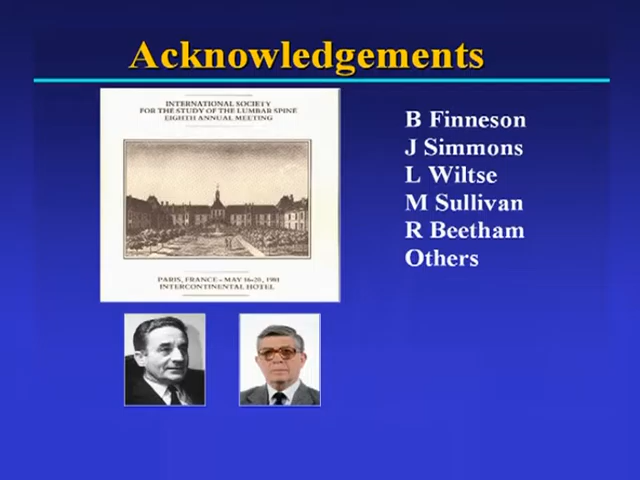 Acknowledgements
INTERNATIONAL SOCIETY
FOR THE STUDY OF THE LUMBAR SPINE
EIGHTH ANNUAL MEETING
PARIS, FRANCE - MAY 16-20, 1981
INTERCONTINENTAL HOTEL
B Finneson
J Simmons
L Wiltse
M Sullivan
R Beetham
Others